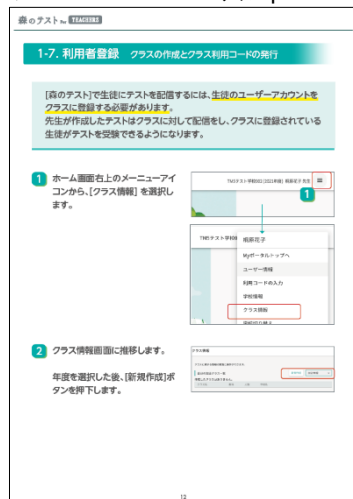 森のテスト for TEACHERS
1-7. 利用者登録 クラスの作成とクラス利用コードの発行
[森のテスト]で生徒にテストを配信するには、生徒のユーザーアカウントを
クラスに登録する必要があります。
先生が作成したテストはクラスに対して配信をし、クラスに登録されている
生徒がテストを受験できるようになります。
1 ホーム画面右上のメニューアイ
コンから、[クラス情報] を選択し
ます。
1
桐原花子
Myポータルトップへ
ユーザー情報
利用コードの入力
学校情報
クラス情報
2 クラス情報画面に推移します。
年度を選択した後、[新規作成]ボ
タンを押下します。
クラス情報